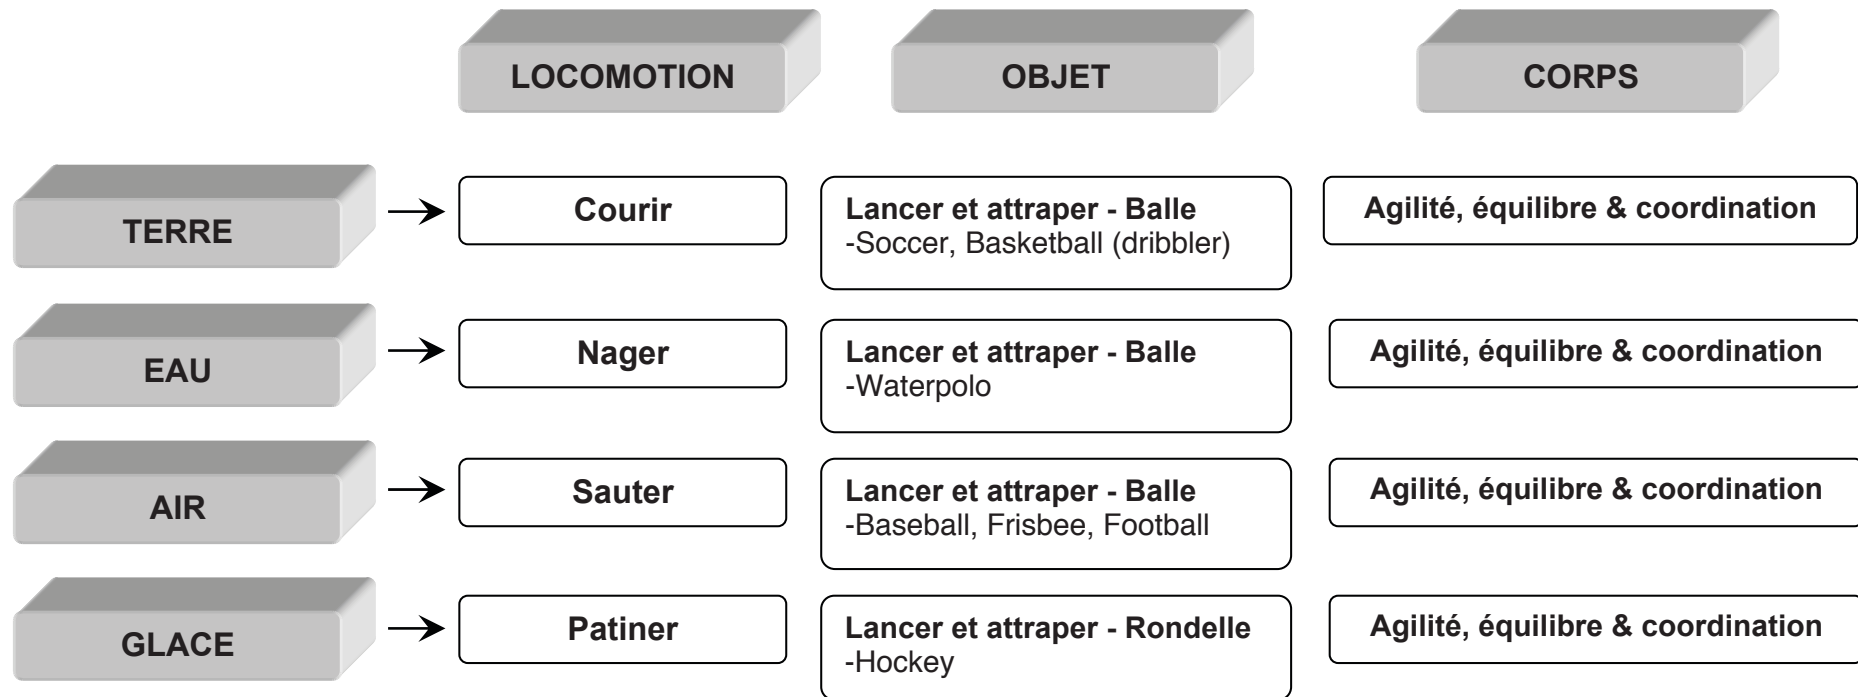 LOCOMOTION
OBJET
CORPS
TERRE
Courir
Lancer et attraper - Balle
-Soccer, Basketball (dribbler)
Agilité, équilibre & coordination
EAU
Nager
Lancer et attraper - Balle
-Waterpolo
Agilité, équilibre & coordination
AIR
Sauter
Lancer et attraper - Balle
-Baseball, Frisbee, Football
Agilité, équilibre & coordination
GLACE
Patiner
Lancer et attraper - Rondelle
-Hockey
Agilité, équilibre & coordination